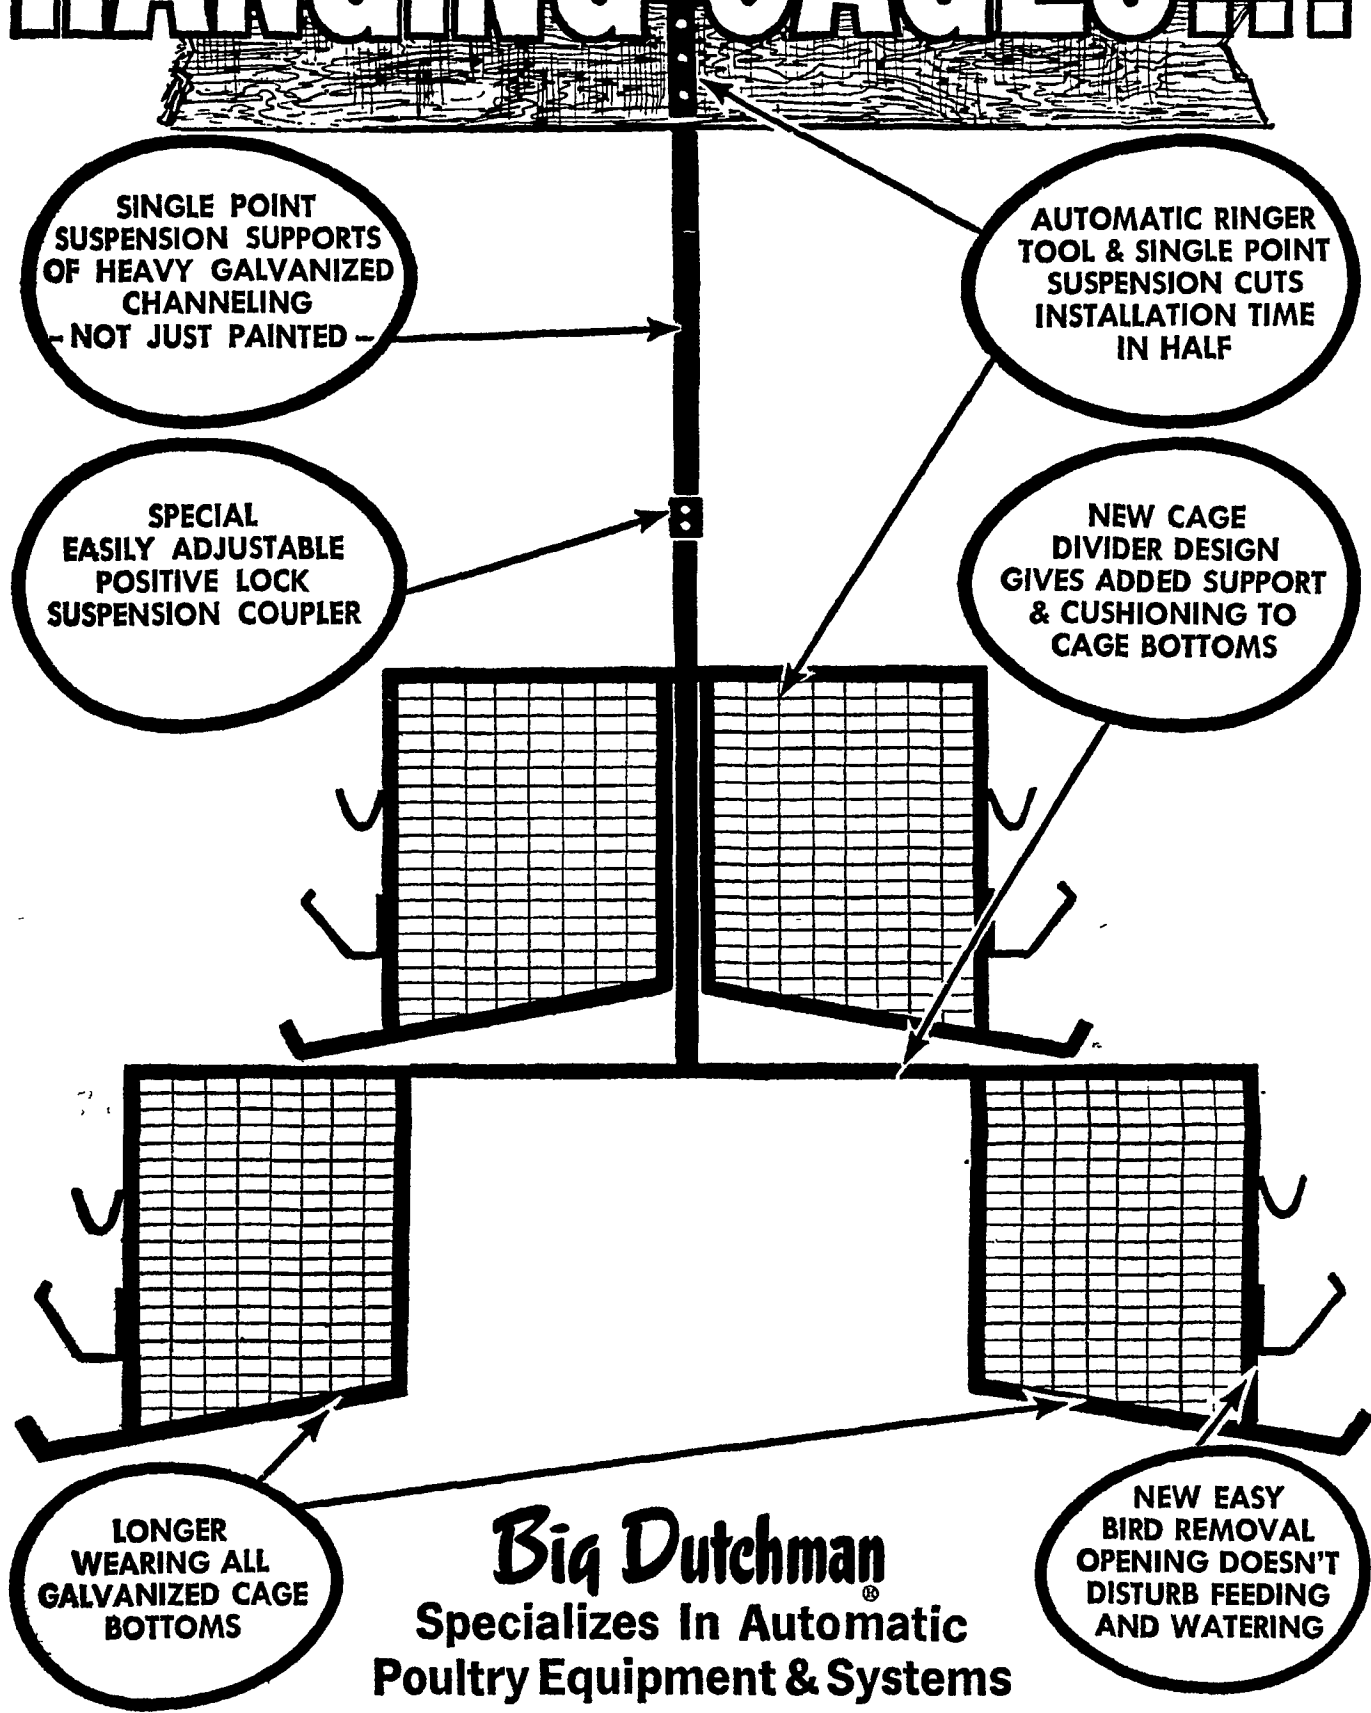 HANGING CAGES!!!
SINGLE POINT
SUSPENSION SUPPORTS
OF HEAVY GALVANIZED
CHANNELING
- NOT JUST PAINTED -
AUTOMATIC RINGER
TOOL & SINGLE POINT
SUSPENSION CUTS
INSTALLATION TIME
IN HALF
SPECIAL
EASILY ADJUSTABLE
POSITIVE LOCK
SUSPENSION COUPLER
NEW CAGE
DIVIDER DESIGN
GIVES ADDED SUPPORT
& CUSHIONING TO
CAGE BOTTOMS
LONGER
WEARING ALL
GALVANIZED CAGE
BOTTOMS
Big Dutchman®
Specializes In Automatic
Poultry Equipment & Systems
NEW EASY
BIRD REMOVAL
OPENING DOESN'T
DISTURB FEEDING
AND WATERING